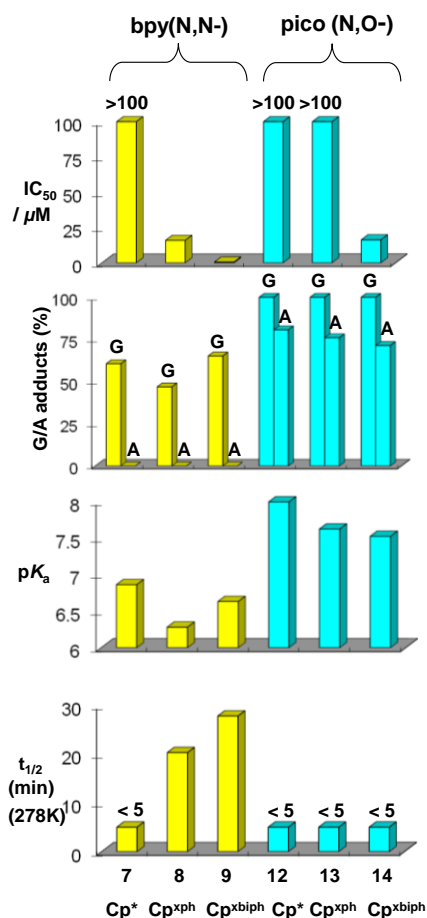 bpy(N,N-) pico (N,O-)
>100 >100 >100
100
75
IC50
50
/ µM
25
0
G G G
100
A A A
G/A adducts (%)
75
G G G
50
25
A A A
0
8
7.5
pKa
7
6.5
6
30
t1/2
(min)
20
(278K)
10
< 5 < 5 < 5 < 5
0
7 8 9 12 13 14
Cp* Cpxph Cpxbiph Cp* Cpxph Cpxbiph